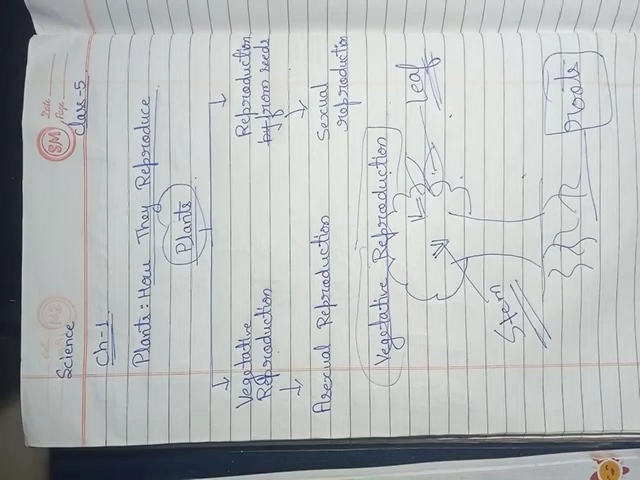 SM
Date
Page
Science
Class-5
Ch-1
Plants: How They Reproduce
Plants
Vegetative Reproduction
Reproduction by from seeds
Asexual Reproduction
Sexual reproduction
Vegetative Reproduction
Leaf
Stem
roots